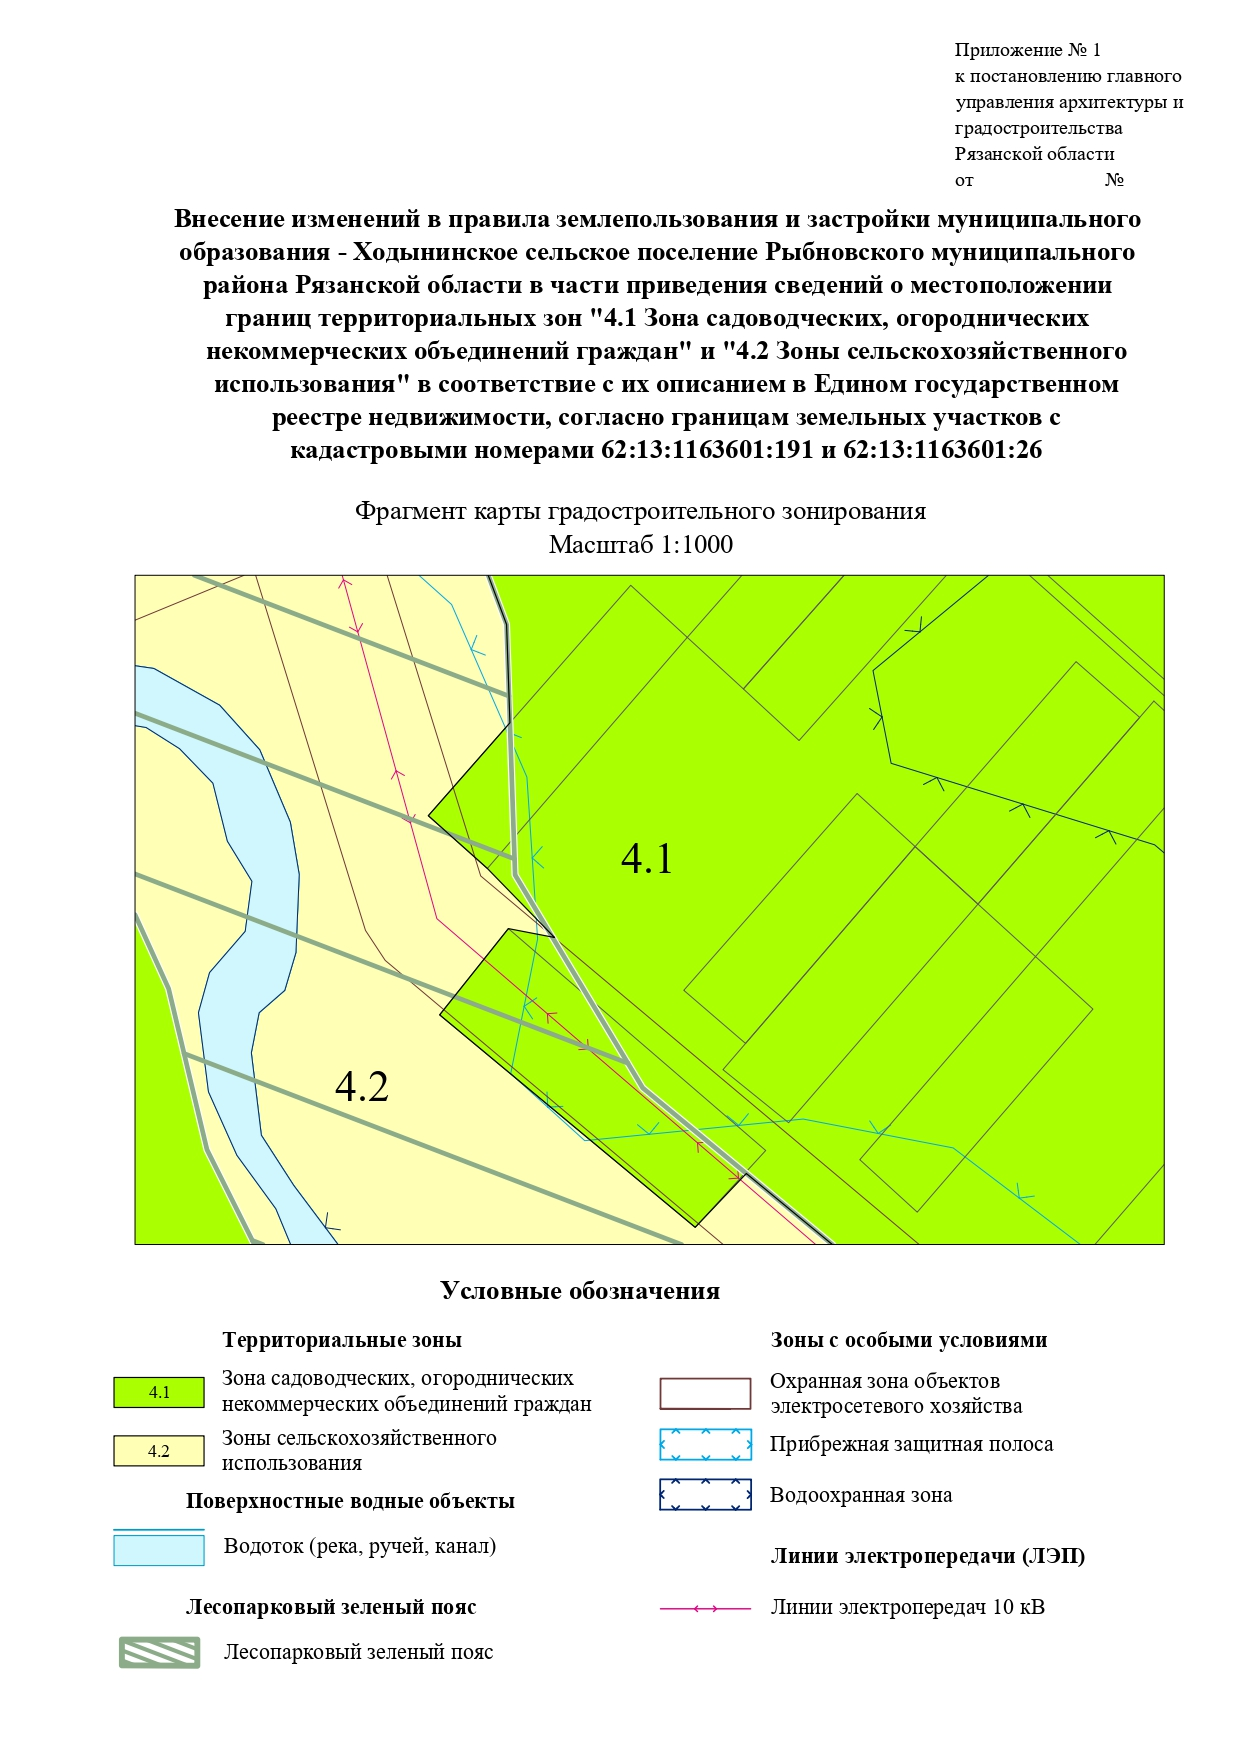 Приложение № 1
к постановлению главного
управления архитектуры и
градостроительства
Рязанской области
от №
Внесение изменений в правила землепользования и застройки муниципального
образования - Ходынинское сельское поселение Рыбновского муниципального
района Рязанской области в части приведения сведений о местоположении
границ территориальных зон "4.1 Зона садоводческих, огороднических
некоммерческих объединений граждан" и "4.2 Зоны сельскохозяйственного
использования" в соответствие с их описанием в Едином государственном
реестре недвижимости, согласно границам земельных участков с
кадастровыми номерами 62:13:1163601:191 и 62:13:1163601:26
Фрагмент карты градостроительного зонирования
Масштаб 1:1000
4.1
4.2
Условные обозначения
Территориальные зоны
4.1
Зона садоводческих, огороднических
некоммерческих объединений граждан
4.2
Зоны сельскохозяйственного
использования
Поверхностные водные объекты
Водоток (река, ручей, канал)
Лесопарковый зеленый пояс
Лесопарковый зеленый пояс
Зоны с особыми условиями
Охранная зона объектов
электросетевого хозяйства
Прибрежная защитная полоса
Водоохранная зона
Линии электропередачи (ЛЭП)
Линии электропередач 10 кВ